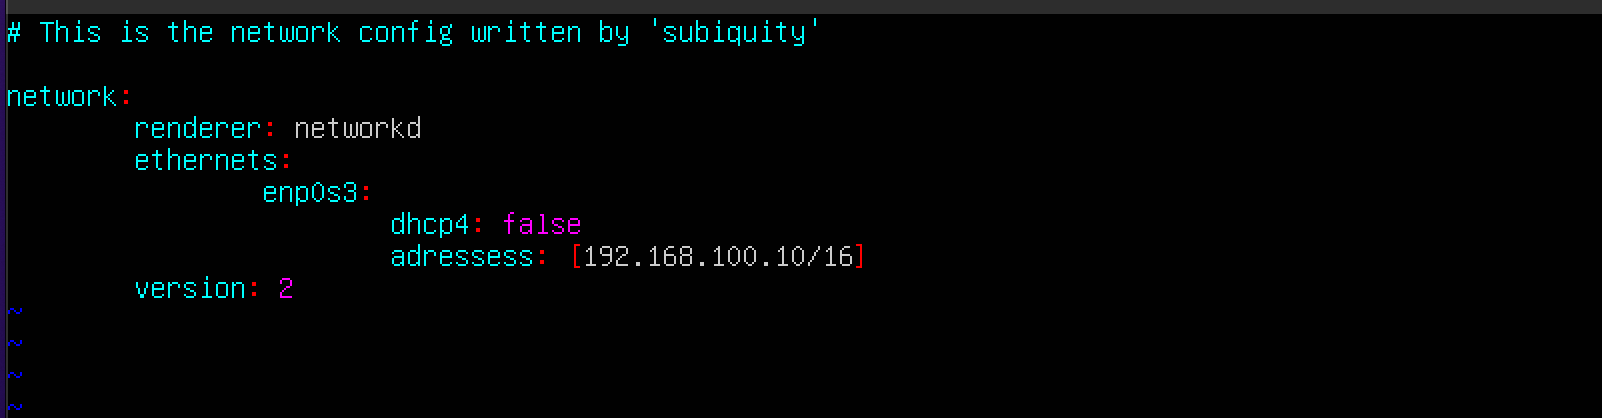 # This is the network config written by 'subiquity'
network:
renderer: networkd
ethernets:
enp0s3:
dhcp4: false
adressess: [192.168.100.10/16]
version: 2
~
~
~
~